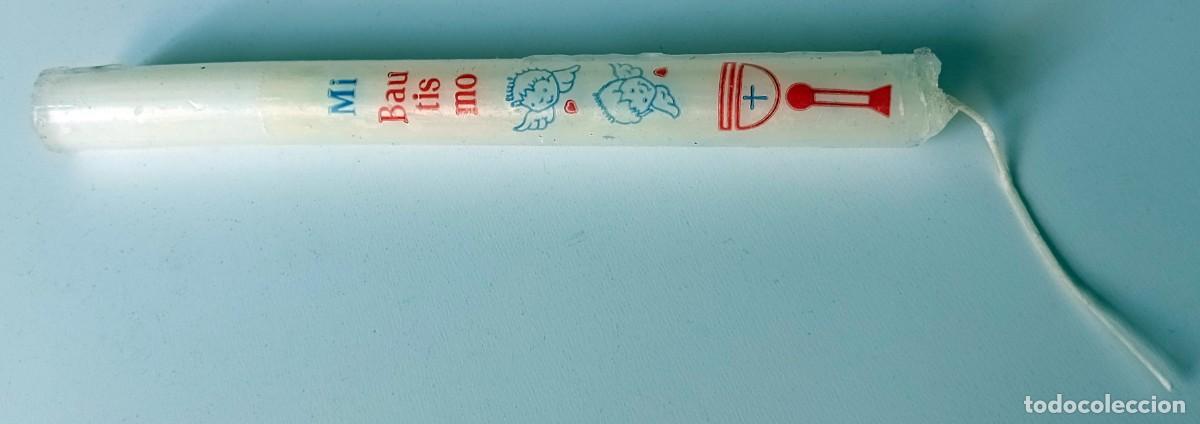 Mi
Bau
tis
mo
todocoleccion